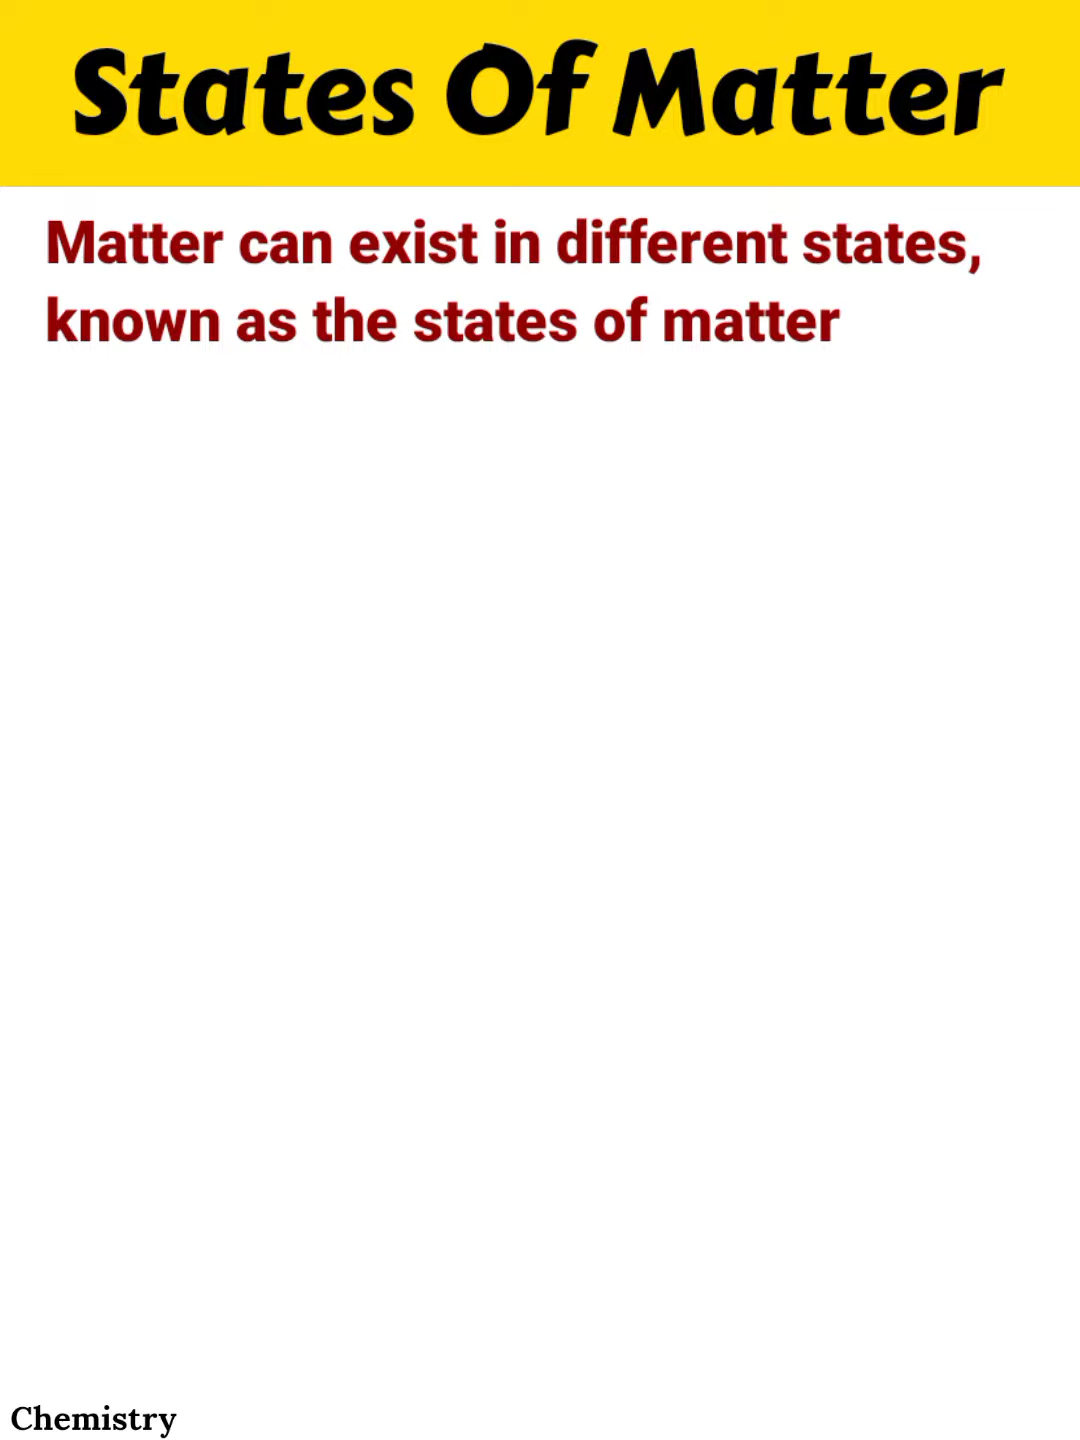 States Of Matter
Matter can exist in different states,
known as the states of matter
Chemistry